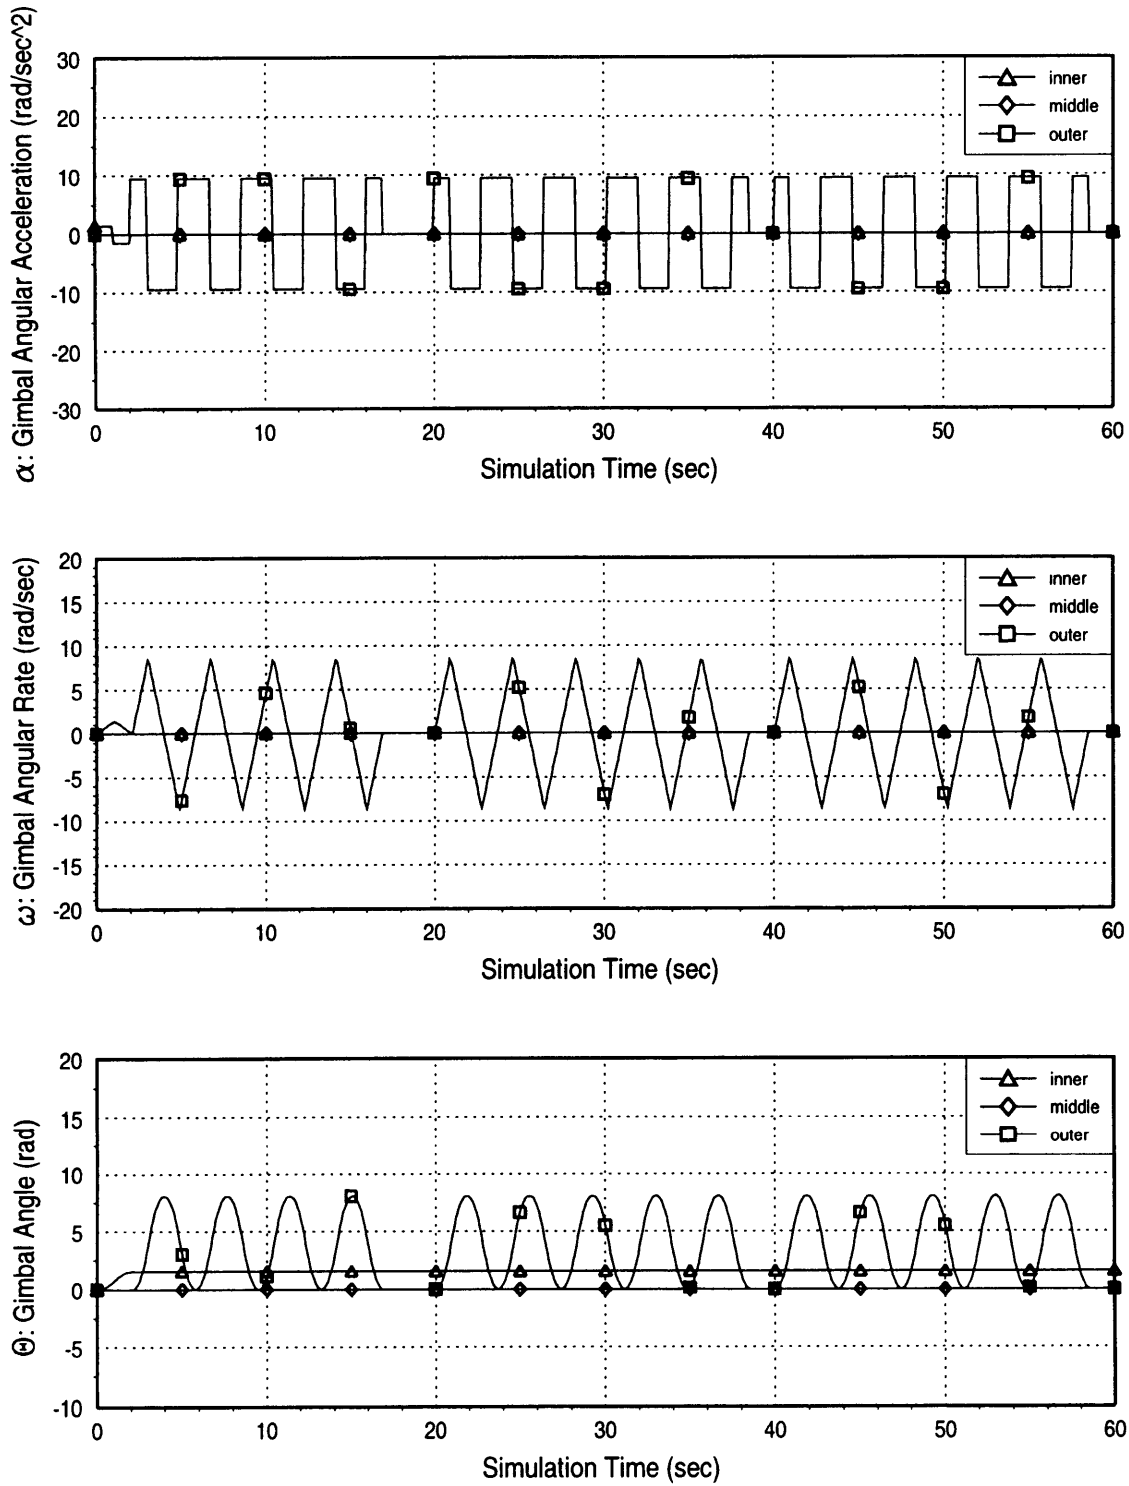 α: Gimbal Angular Acceleration (rad/sec^2)
30
20
10
0
-10
-20
-30
inner
middle
outer
0 10 20 30 40 50 60
Simulation Time (sec)
ω: Gimbal Angular Rate (rad/sec)
20
15
10
5
0
-5
-10
-15
-20
inner
middle
outer
0 10 20 30 40 50 60
Simulation Time (sec)
Θ: Gimbal Angle (rad)
20
15
10
5
0
-5
-10
inner
middle
outer
0 10 20 30 40 50 60
Simulation Time (sec)